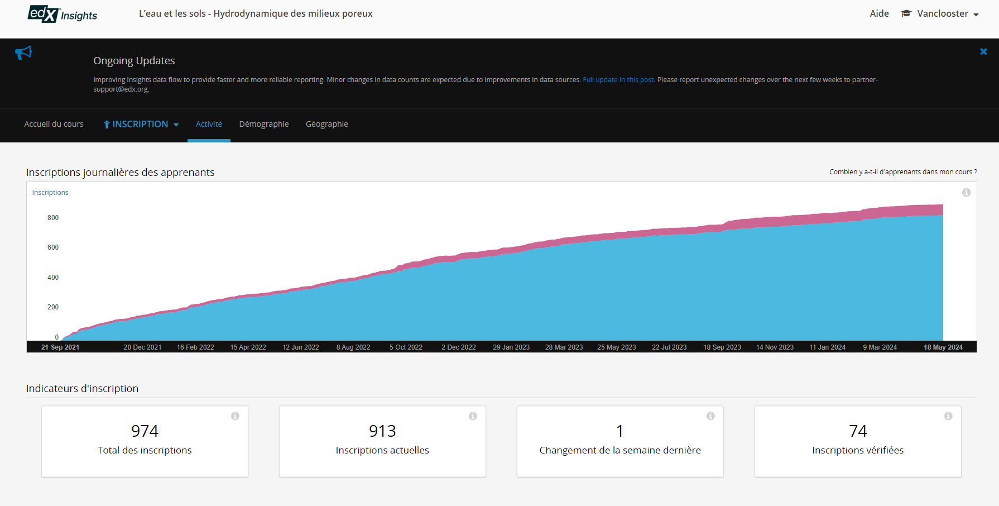 edX Insights
L’eau et les sols - Hydrodynamique des milieux poreux
Aide
Vanclooster
Ongoing Updates
Improving Insights data flow to provide faster and more reliable reporting. Minor changes in data counts are expected due to improvements in data sources. Full update in this post. Please report unexpected changes over the next few weeks to partner-
support@edx.org.
Accueil du cours
INSCRIPTION
Activité
Démographie
Géographie
Inscriptions journalières des apprenants
Combien y a-t-il d'apprenants dans mon cours ?
Inscriptions
800
600
400
200
0
21 Sep 2021
20 Dec 2021
16 Feb 2022
15 Apr 2022
12 Jun 2022
8 Aug 2022
5 Oct 2022
2 Dec 2022
29 Jan 2023
28 Mar 2023
25 May 2023
22 Jul 2023
18 Sep 2023
14 Nov 2023
11 Jan 2024
9 Mar 2024
18 May 2024
Indicateurs d'inscription
974
Total des inscriptions
913
Inscriptions actuelles
1
Changement de la semaine dernière
74
Inscriptions vérifiées